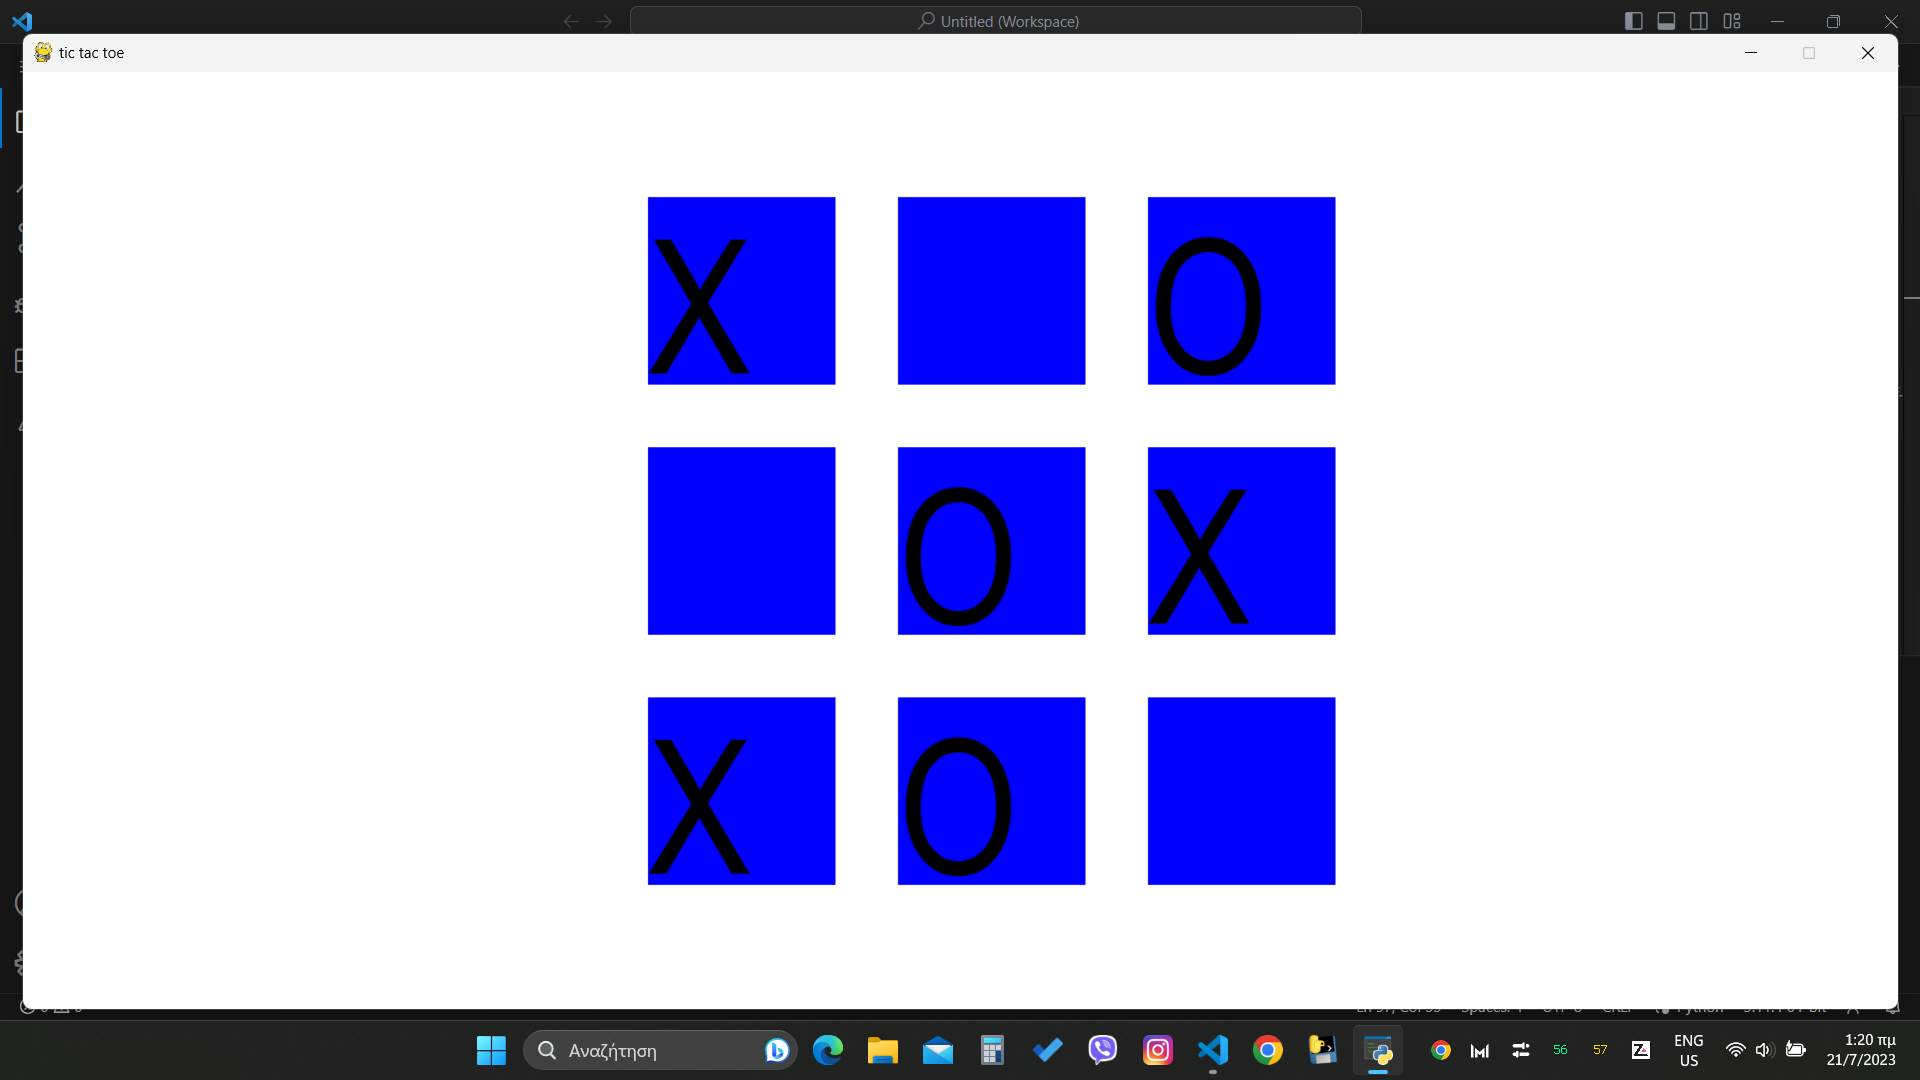 Untitled (Workspace)
tic tac toe
X O
O X
X O
Αναζήτηση
56
57
ENG
US
1:20 πμ
21/7/2023